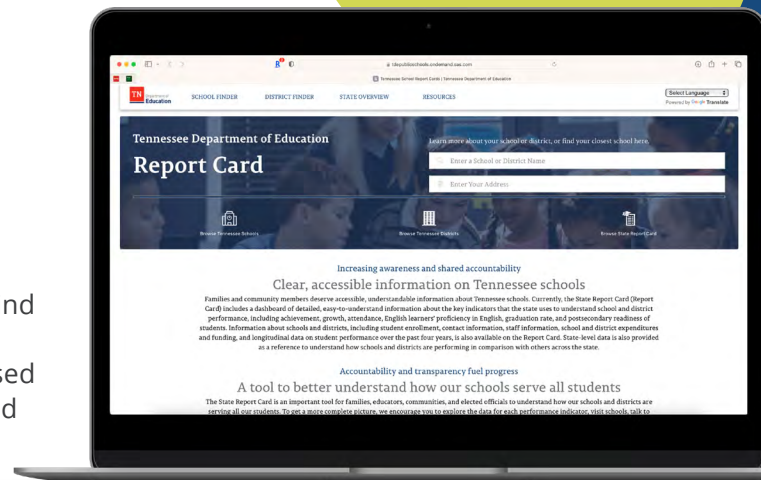 nd
sed
d
tdepublicschools.ondemand.sas.com
Tennessee School Report Cards | Tennessee Department of Education
TN
Department of
Education
SCHOOL FINDER
DISTRICT FINDER
STATE OVERVIEW
RESOURCES
Select Language
Powered by Google Translate
Tennessee Department of Education
Report Card
Learn more about your school or district, or find your closest school here.
Enter a School or District Name
Enter Your Address
Browse Tennessee Schools
Browse Tennessee Districts
Browse State Report Card
Increasing awareness and shared accountability
Clear, accessible information on Tennessee schools
Families and community members deserve accessible, understandable information about Tennessee schools. Currently, the State Report Card (Report
Card) includes a dashboard of detailed, easy-to-understand information about the key indicators that the state uses to understand school and district
performance, including achievement, growth, attendance, English learners' proficiency in English, graduation rate, and postsecondary readiness of
students. Information about schools and districts, including student enrollment, contact information, staff information, school and district expenditures
and funding, and longitudinal data on student performance over the past four years, is also available on the Report Card. State-level data is also provided
as a reference to understand how schools and districts are performing in comparison with others across the state.
Accountability and transparency fuel progress
A tool to better understand how our schools serve all students
The State Report Card is an important tool for families, educators, communities, and elected officials to understand how our schools and districts are
serving all our students. To get a more complete picture, we encourage you to explore the data for each performance indicator, visit schools, talk to